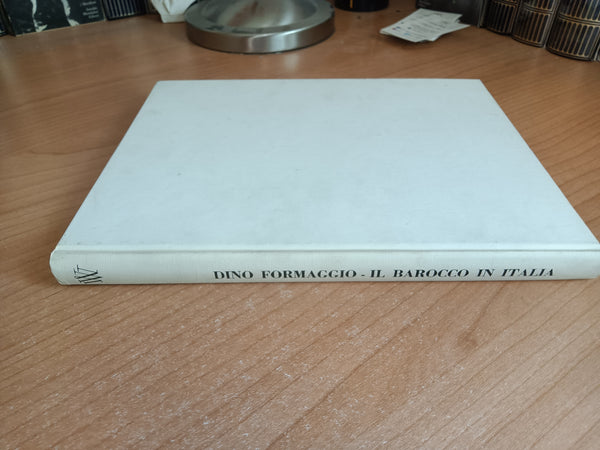 DINO FORMAGGIO - IL BAROCCO IN ITALIA